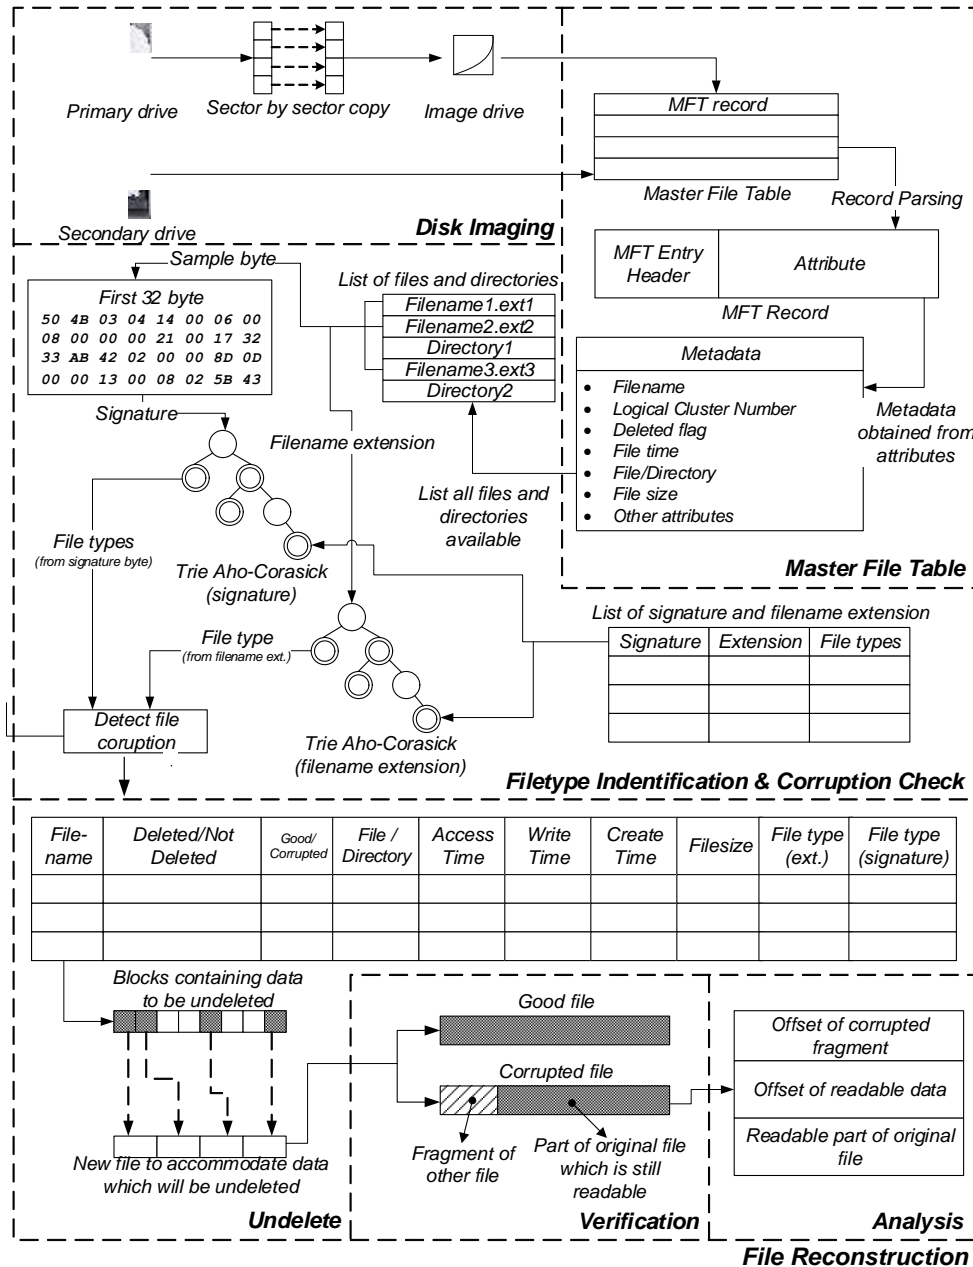 Primary drive
Sector by sector copy
Image drive
Secondary drive
Disk Imaging
MFT record
Master File Table
Record Parsing
MFT Entry
Header
Attribute
MFT Record
Metadata
• Filename
• Logical Cluster Number
• Deleted flag
• File time
• File/Directory
• File size
• Other attributes
Metadata
obtained from
attributes
Master File Table
Sample byte
First 32 byte
50 4B 03 04 14 00 06 00
08 00 00 00 21 00 17 32
33 AB 42 02 00 00 8D 0D
00 00 13 00 08 02 5B 43
List of files and directories
Filename1.ext1
Filename2.ext2
Directory1
Filename3.ext3
Directory2
Signature
Filename extension
List all files and
directories
available
File types
(from signature byte)
Trie Aho-Corasick
(signature)
File type
(from filename ext.)
Trie Aho-Corasick
(filename extension)
List of signature and filename extension
Signature Extension File types
Detect file
coruption
Filetype Indentification & Corruption Check
File-
name
Deleted/Not
Deleted
Good/
Corrupted
File /
Directory
Access
Time
Write
Time
Create
Time
Filesize
File type
(ext.)
File type
(signature)
Blocks containing data
to be undeleted
New file to accommodate data
which will be undeleted
Undelete
Good file
Corrupted file
Fragment of
other file
Part of original file
which is still
readable
Verification
Offset of corrupted
fragment
Offset of readable data
Readable part of original
file
Analysis
File Reconstruction